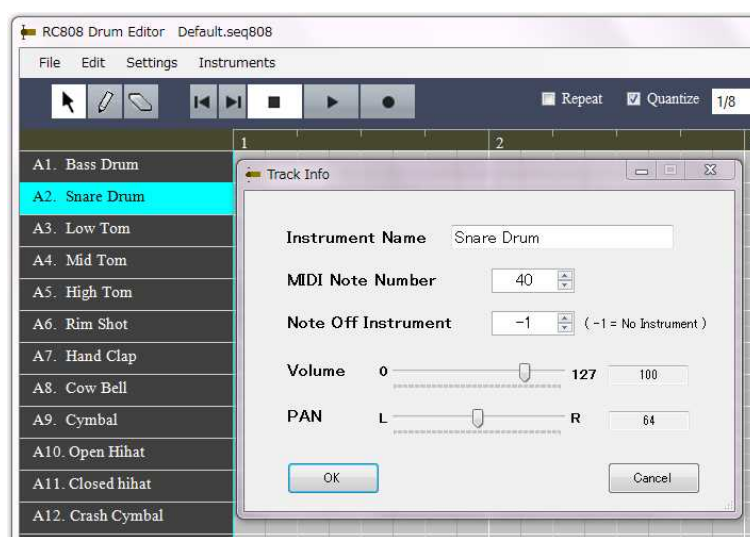 RC808 Drum Editor Default.seq808
File Edit Settings Instruments
Repeat Quantize 1/8
1 2
A1. Bass Drum
A2. Snare Drum
A3. Low Tom
A4. Mid Tom
A5. High Tom
A6. Rim Shot
A7. Hand Clap
A8. Cow Bell
A9. Cymbal
A10. Open Hihat
A11. Closed hihat
A12. Crash Cymbal
Track Info
Instrument Name Snare Drum
MIDI Note Number 40
Note Off Instrument -1 ( -1 = No Instrument )
Volume 0 127 100
PAN L R 64
OK Cancel